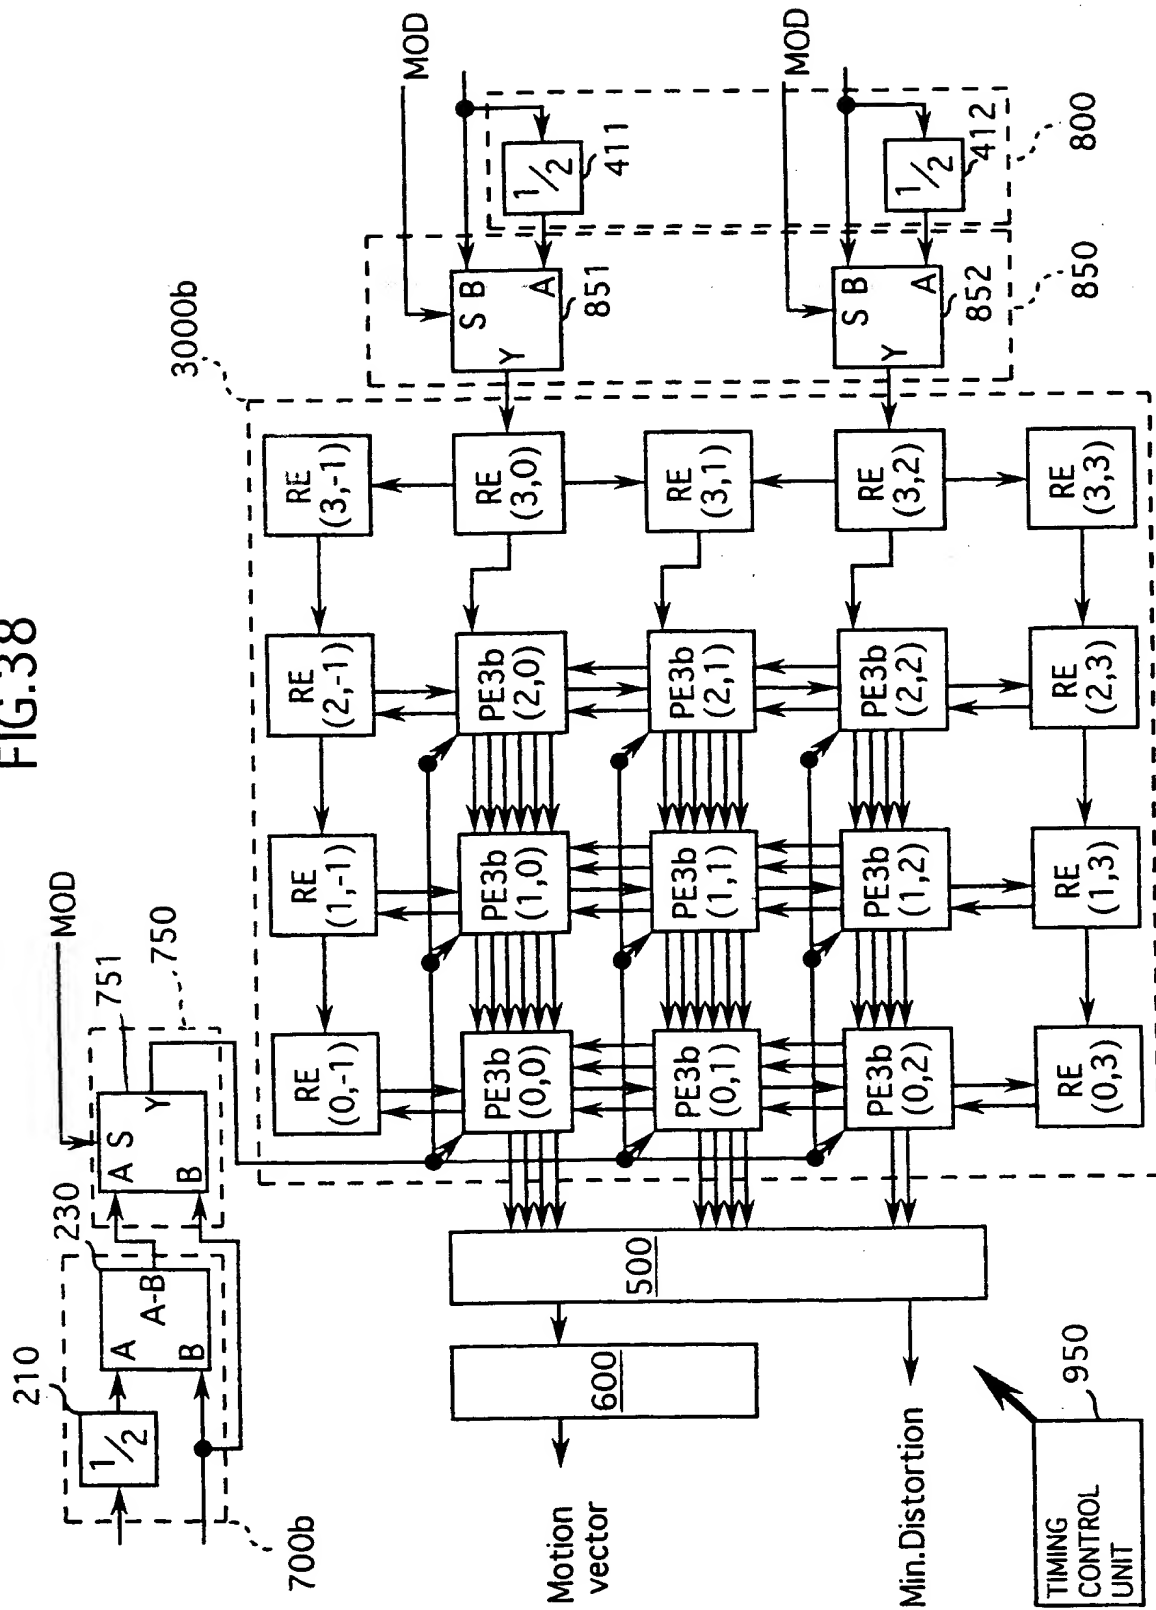 FIG.38
MOD
751
750
230
210
A S
Y
B
A
A-B
B
1/2
700b
3000b
MOD
MOD
S B
A
Y
851
1/2
411
S B
A
Y
852
1/2
412
850
800
RE
(0,-1)
RE
(1,-1)
RE
(2,-1)
RE
(3,-1)
PE3b
(0,0)
PE3b
(1,0)
PE3b
(2,0)
RE
(3,0)
PE3b
(0,1)
PE3b
(1,1)
PE3b
(2,1)
RE
(3,1)
PE3b
(0,2)
PE3b
(1,2)
PE3b
(2,2)
RE
(3,2)
RE
(0,3)
RE
(1,3)
RE
(2,3)
RE
(3,3)
500
600
Motion
vector
Min.Distortion
950
TIMING
CONTROL
UNIT